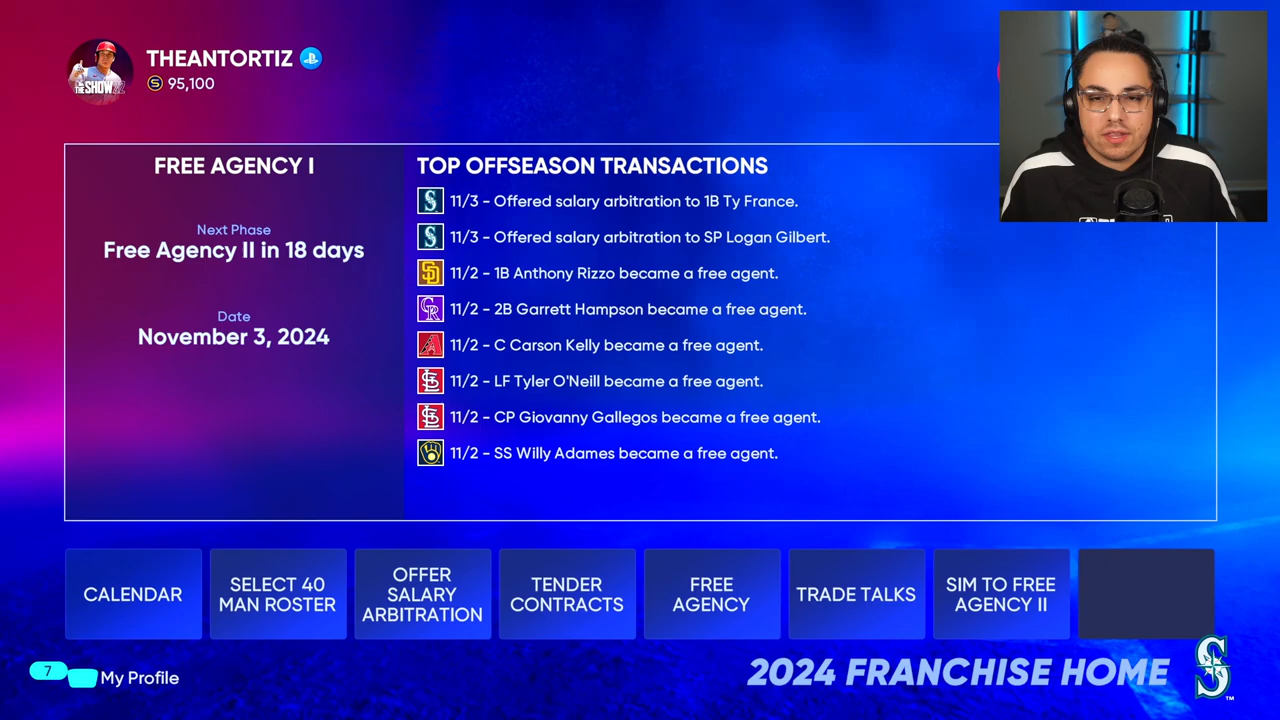 THEANTORTIZ
95,100
THE SHOW 22
FREE AGENCY I
Next Phase
Free Agency II in 18 days
Date
November 3, 2024
TOP OFFSEASON TRANSACTIONS
11/3 - Offered salary arbitration to 1B Ty France.
11/3 - Offered salary arbitration to SP Logan Gilbert.
11/2 - 1B Anthony Rizzo became a free agent.
11/2 - 2B Garrett Hampson became a free agent.
11/2 - C Carson Kelly became a free agent.
11/2 - LF Tyler O'Neill became a free agent.
11/2 - CP Giovanny Gallegos became a free agent.
11/2 - SS Willy Adames became a free agent.
CALENDAR
SELECT 40
MAN ROSTER
OFFER
SALARY
ARBITRATION
TENDER
CONTRACTS
FREE
AGENCY
TRADE TALKS
SIM TO FREE
AGENCY II
7
My Profile
2024 FRANCHISE HOME